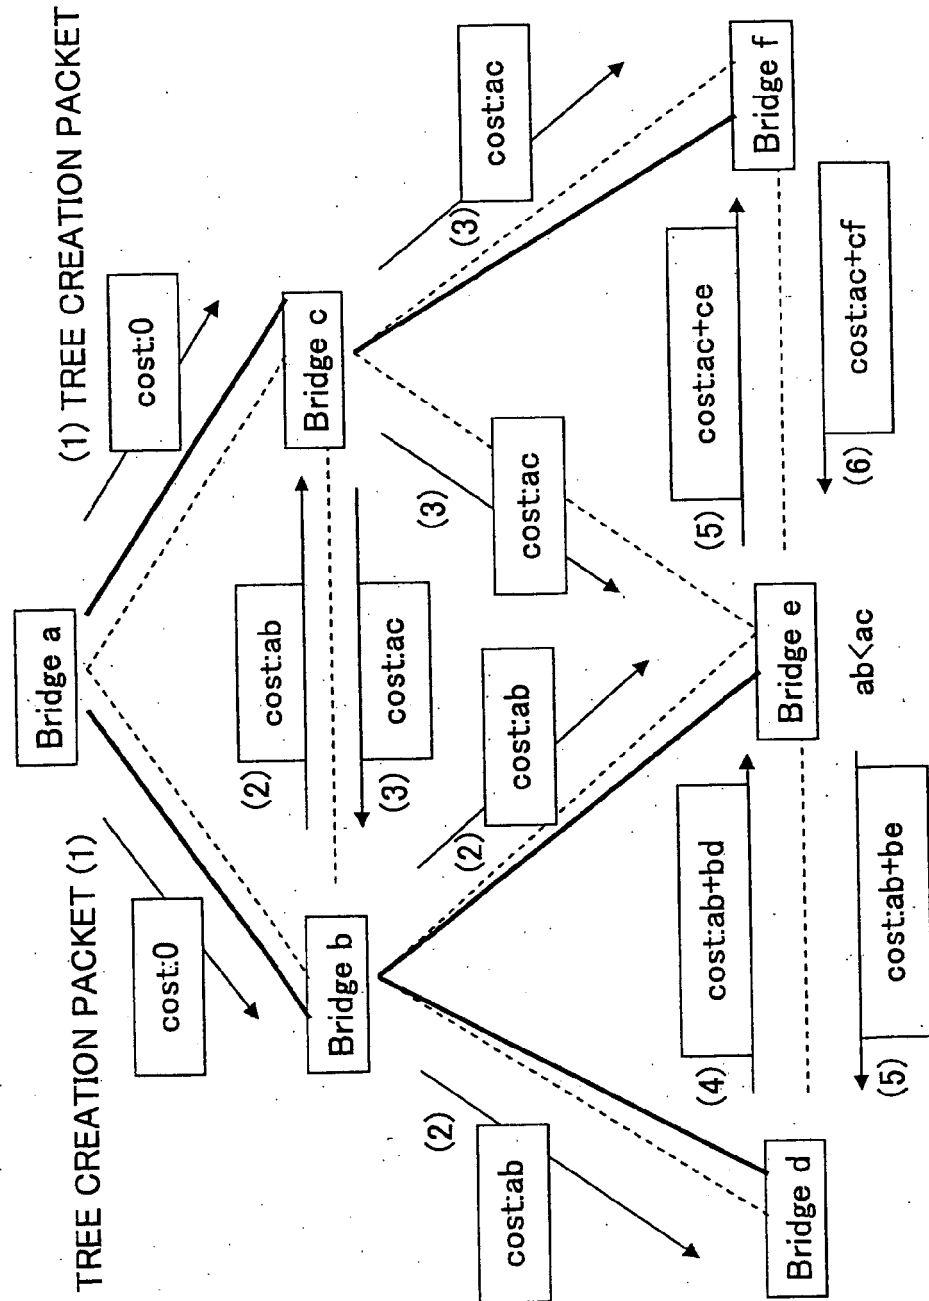 TREE CREATION PACKET (1)
(1) TREE CREATION PACKET
Bridge a
cost:0
cost:0
Bridge b
Bridge c
(2)
cost:ab
cost:ac
(3)
(2)
cost:ab
(2)
cost:ab
(3)
cost:ac
(3)
cost:ac
Bridge d
Bridge e
Bridge f
(4)
cost:ab+bd
(5)
cost:ac+ce
(5)
cost:ab+be
ab<ac
(6)
cost:ac+cf